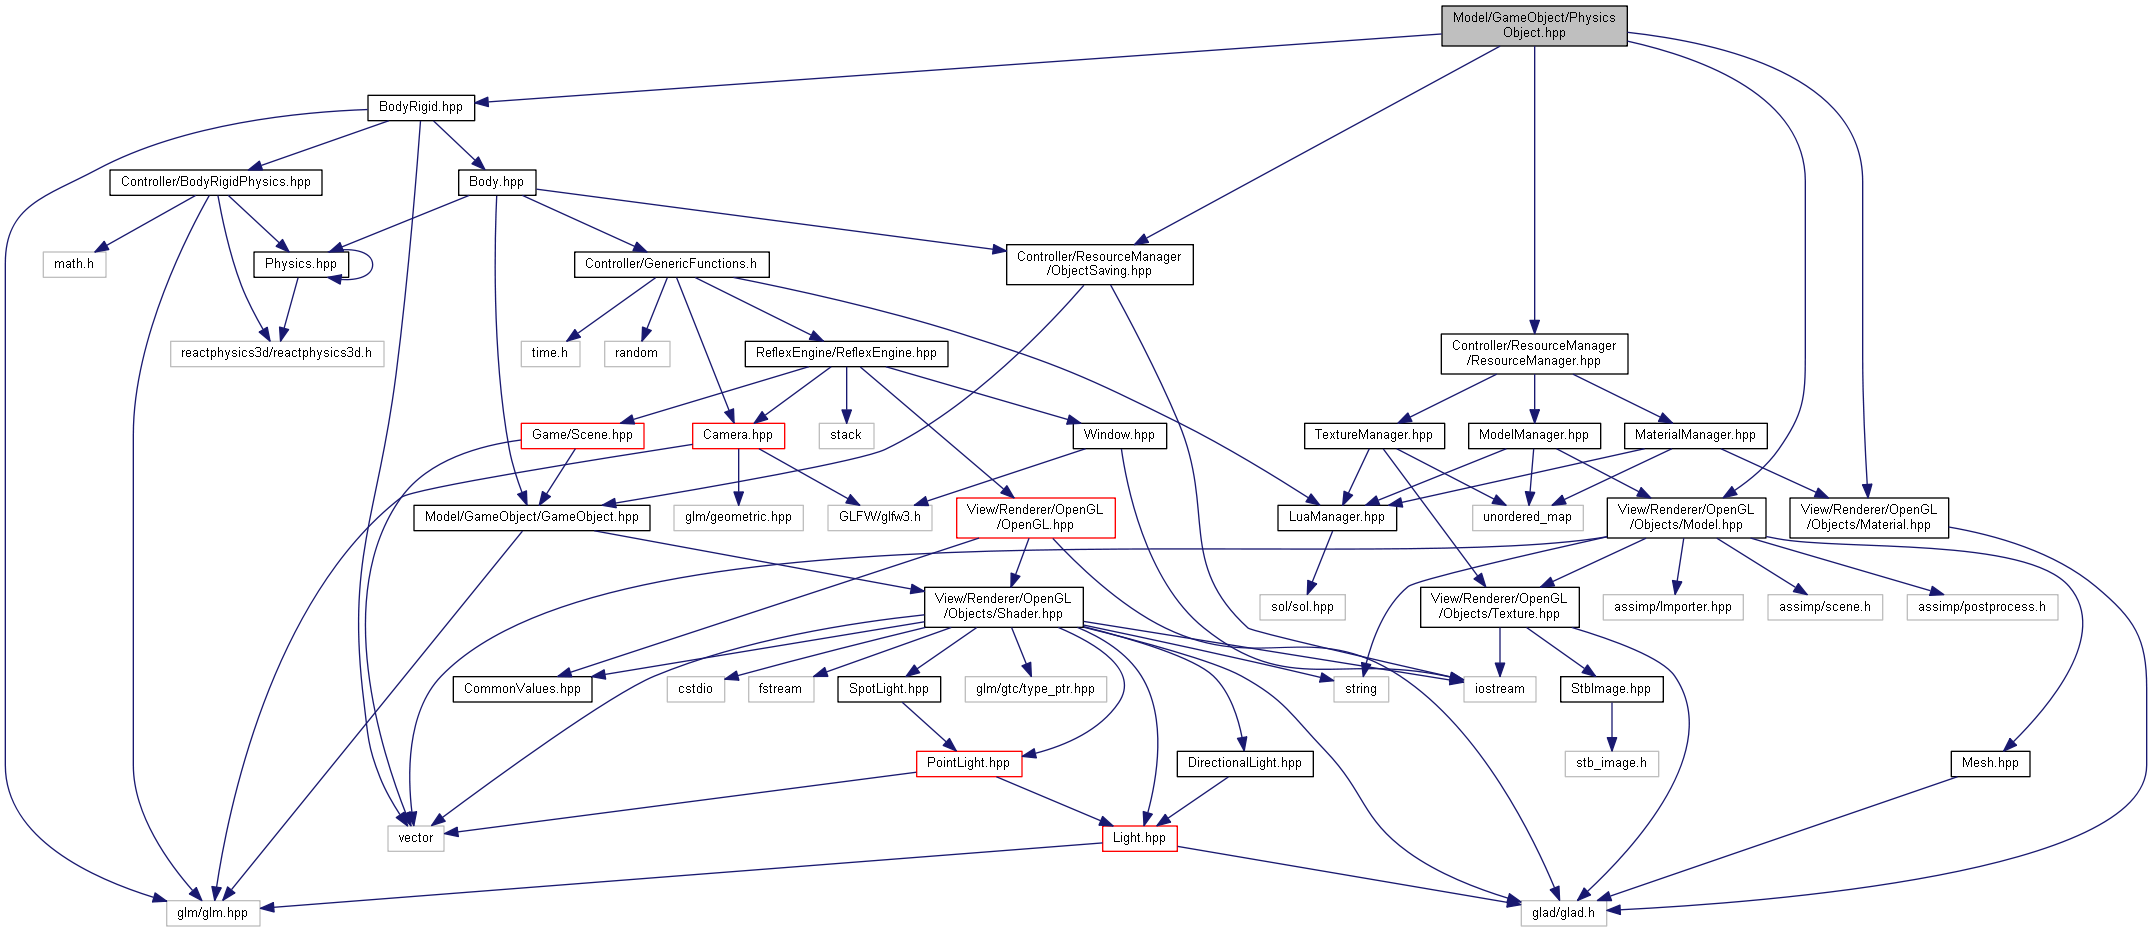 Model/GameObject/Physics
Object.hpp
BodyRigid.hpp
Controller/BodyRigidPhysics.hpp
Body.hpp
math.h
Physics.hpp
Controller/GenericFunctions.h
Controller/ResourceManager
/ObjectSaving.hpp
reactphysics3d/reactphysics3d.h
time.h
random
ReflexEngine/ReflexEngine.hpp
Controller/ResourceManager
/ResourceManager.hpp
Game/Scene.hpp
Camera.hpp
stack
Window.hpp
TextureManager.hpp
ModelManager.hpp
MaterialManager.hpp
Model/GameObject/GameObject.hpp
glm/geometric.hpp
GLFW/glfw3.h
View/Renderer/OpenGL
/OpenGL.hpp
LuaManager.hpp
unordered_map
View/Renderer/OpenGL
/Objects/Model.hpp
View/Renderer/OpenGL
/Objects/Material.hpp
View/Renderer/OpenGL
/Objects/Shader.hpp
sol/sol.hpp
View/Renderer/OpenGL
/Objects/Texture.hpp
assimp/Importer.hpp
assimp/scene.h
assimp/postprocess.h
CommonValues.hpp
cstdio
fstream
SpotLight.hpp
glm/gtc/type_ptr.hpp
string
iostream
StbImage.hpp
PointLight.hpp
DirectionalLight.hpp
stb_image.h
Mesh.hpp
vector
Light.hpp
glm/glm.hpp
glad/glad.h